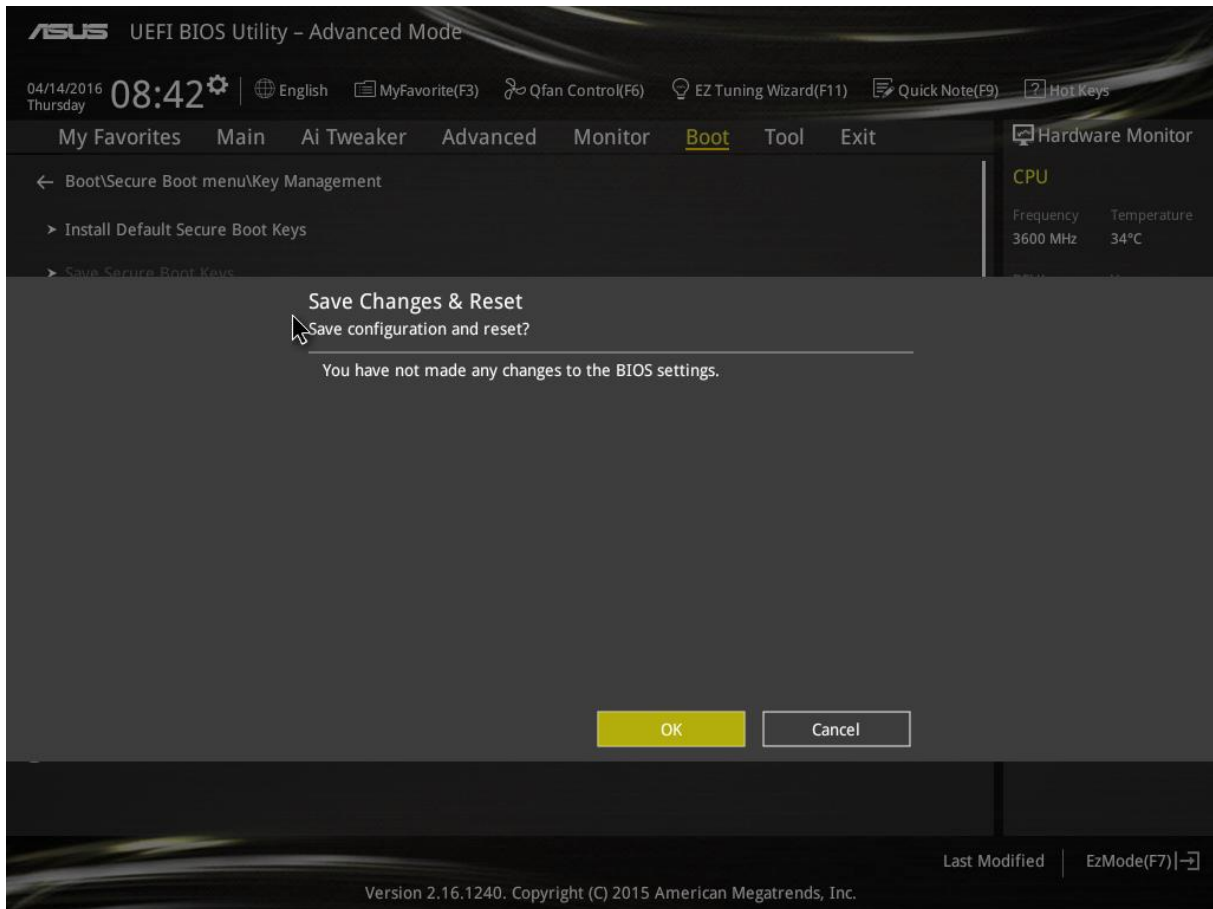 ASUS UEFI BIOS Utility – Advanced Mode
04/14/2016 Thursday 08:42 English MyFavorite(F3) Qfan Control(F6) EZ Tuning Wizard(F11) Quick Note(F9) ? Hot Keys
My Favorites Main Ai Tweaker Advanced Monitor Boot Tool Exit Hardware Monitor
← Boot\Secure Boot menu\Key Management
CPU
> Install Default Secure Boot Keys
Frequency Temperature
3600 MHz 34°C
> Save Secure Boot Keys
Save Changes & Reset
Save configuration and reset?
You have not made any changes to the BIOS settings.
OK Cancel
Last Modified EzMode(F7)
Version 2.16.1240. Copyright (C) 2015 American Megatrends, Inc.